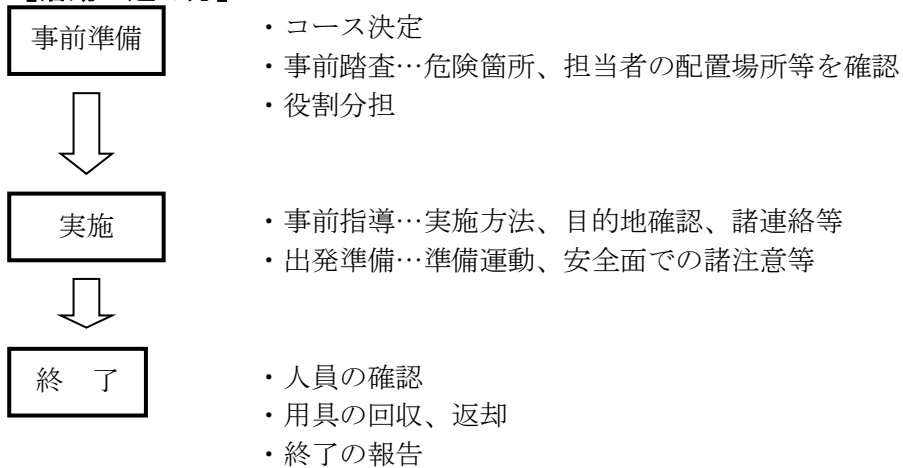 事前準備
・コース決定
・事前踏査…危険箇所、担当者の配置場所等を確認
・役割分担
実施
・事前指導…実施方法、目的地確認、諸連絡等
・出発準備…準備運動、安全面での諸注意等
終　了
・人員の確認
・用具の回収、返却
・終了の報告